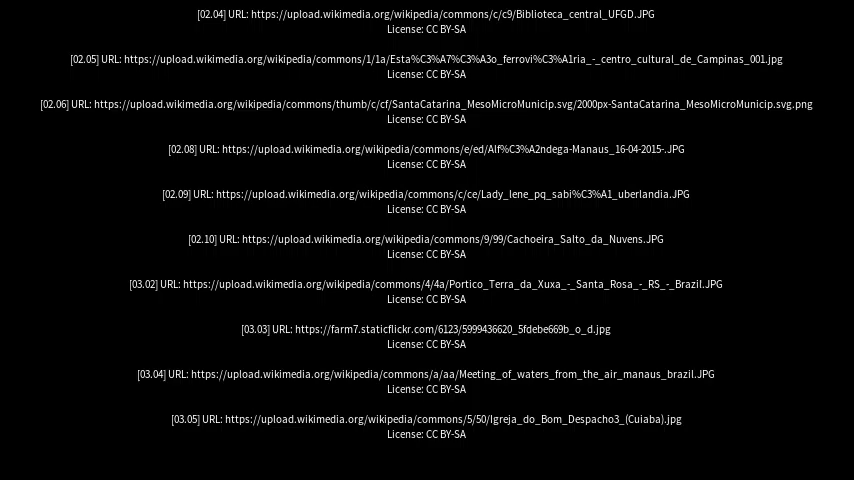 [02.04] URL: https://upload.wikimedia.org/wikipedia/commons/c/c9/Biblioteca_central_UFGD.JPG
License: CC BY-SA
[02.05] URL: https://upload.wikimedia.org/wikipedia/commons/1/1a/Esta%C3%A7%C3%A3o_ferrovi%C3%A1ria_-_centro_cultural_de_Campinas_001.jpg
License: CC BY-SA
[02.06] URL: https://upload.wikimedia.org/wikipedia/commons/thumb/c/cf/SantaCatarina_MesoMicroMunicip.svg/2000px-SantaCatarina_MesoMicroMunicip.svg.png
License: CC BY-SA
[02.08] URL: https://upload.wikimedia.org/wikipedia/commons/e/ed/Alf%C3%A2ndega-Manaus_16-04-2015-.JPG
License: CC BY-SA
[02.09] URL: https://upload.wikimedia.org/wikipedia/commons/c/ce/Lady_lene_pq_sabi%C3%A1_uberlandia.JPG
License: CC BY-SA
[02.10] URL: https://upload.wikimedia.org/wikipedia/commons/9/99/Cachoeira_Salto_da_Nuvens.JPG
License: CC BY-SA
[03.02] URL: https://upload.wikimedia.org/wikipedia/commons/4/4a/Portico_Terra_da_Xuxa_-_Santa_Rosa_-_RS_-_Brazil.JPG
License: CC BY-SA
[03.03] URL: https://farm7.staticflickr.com/6123/5999436620_5fdebe669b_o_d.jpg
License: CC BY-SA
[03.04] URL: https://upload.wikimedia.org/wikipedia/commons/a/aa/Meeting_of_waters_from_the_air_manaus_brazil.JPG
License: CC BY-SA
[03.05] URL: https://upload.wikimedia.org/wikipedia/commons/5/50/Igreja_do_Bom_Despacho3_(Cuiaba).jpg
License: CC BY-SA